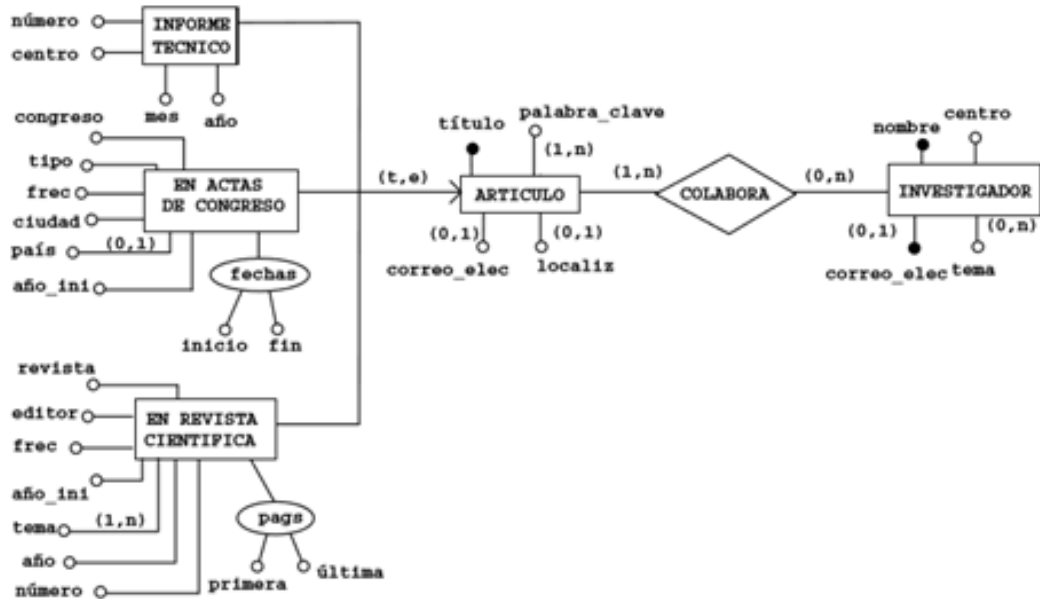 número
INFORME
TECNICO
centro
mes
año
congreso
tipo
frec
ciudad
país
(0,1)
año_ini
EN ACTAS
DE CONGRESO
fechas
inicio
fin
(t,e)
título
palabra_clave
(1,n)
ARTICULO
(0,1)
(0,1)
correo_elec
localiz
(1,n)
COLABORA
(0,n)
nombre
centro
INVESTIGADOR
(0,1)
(0,n)
correo_elec
tema
revista
editor
frec
año_ini
tema
(1,n)
año
número
EN REVISTA
CIENTIFICA
pags
primera
última